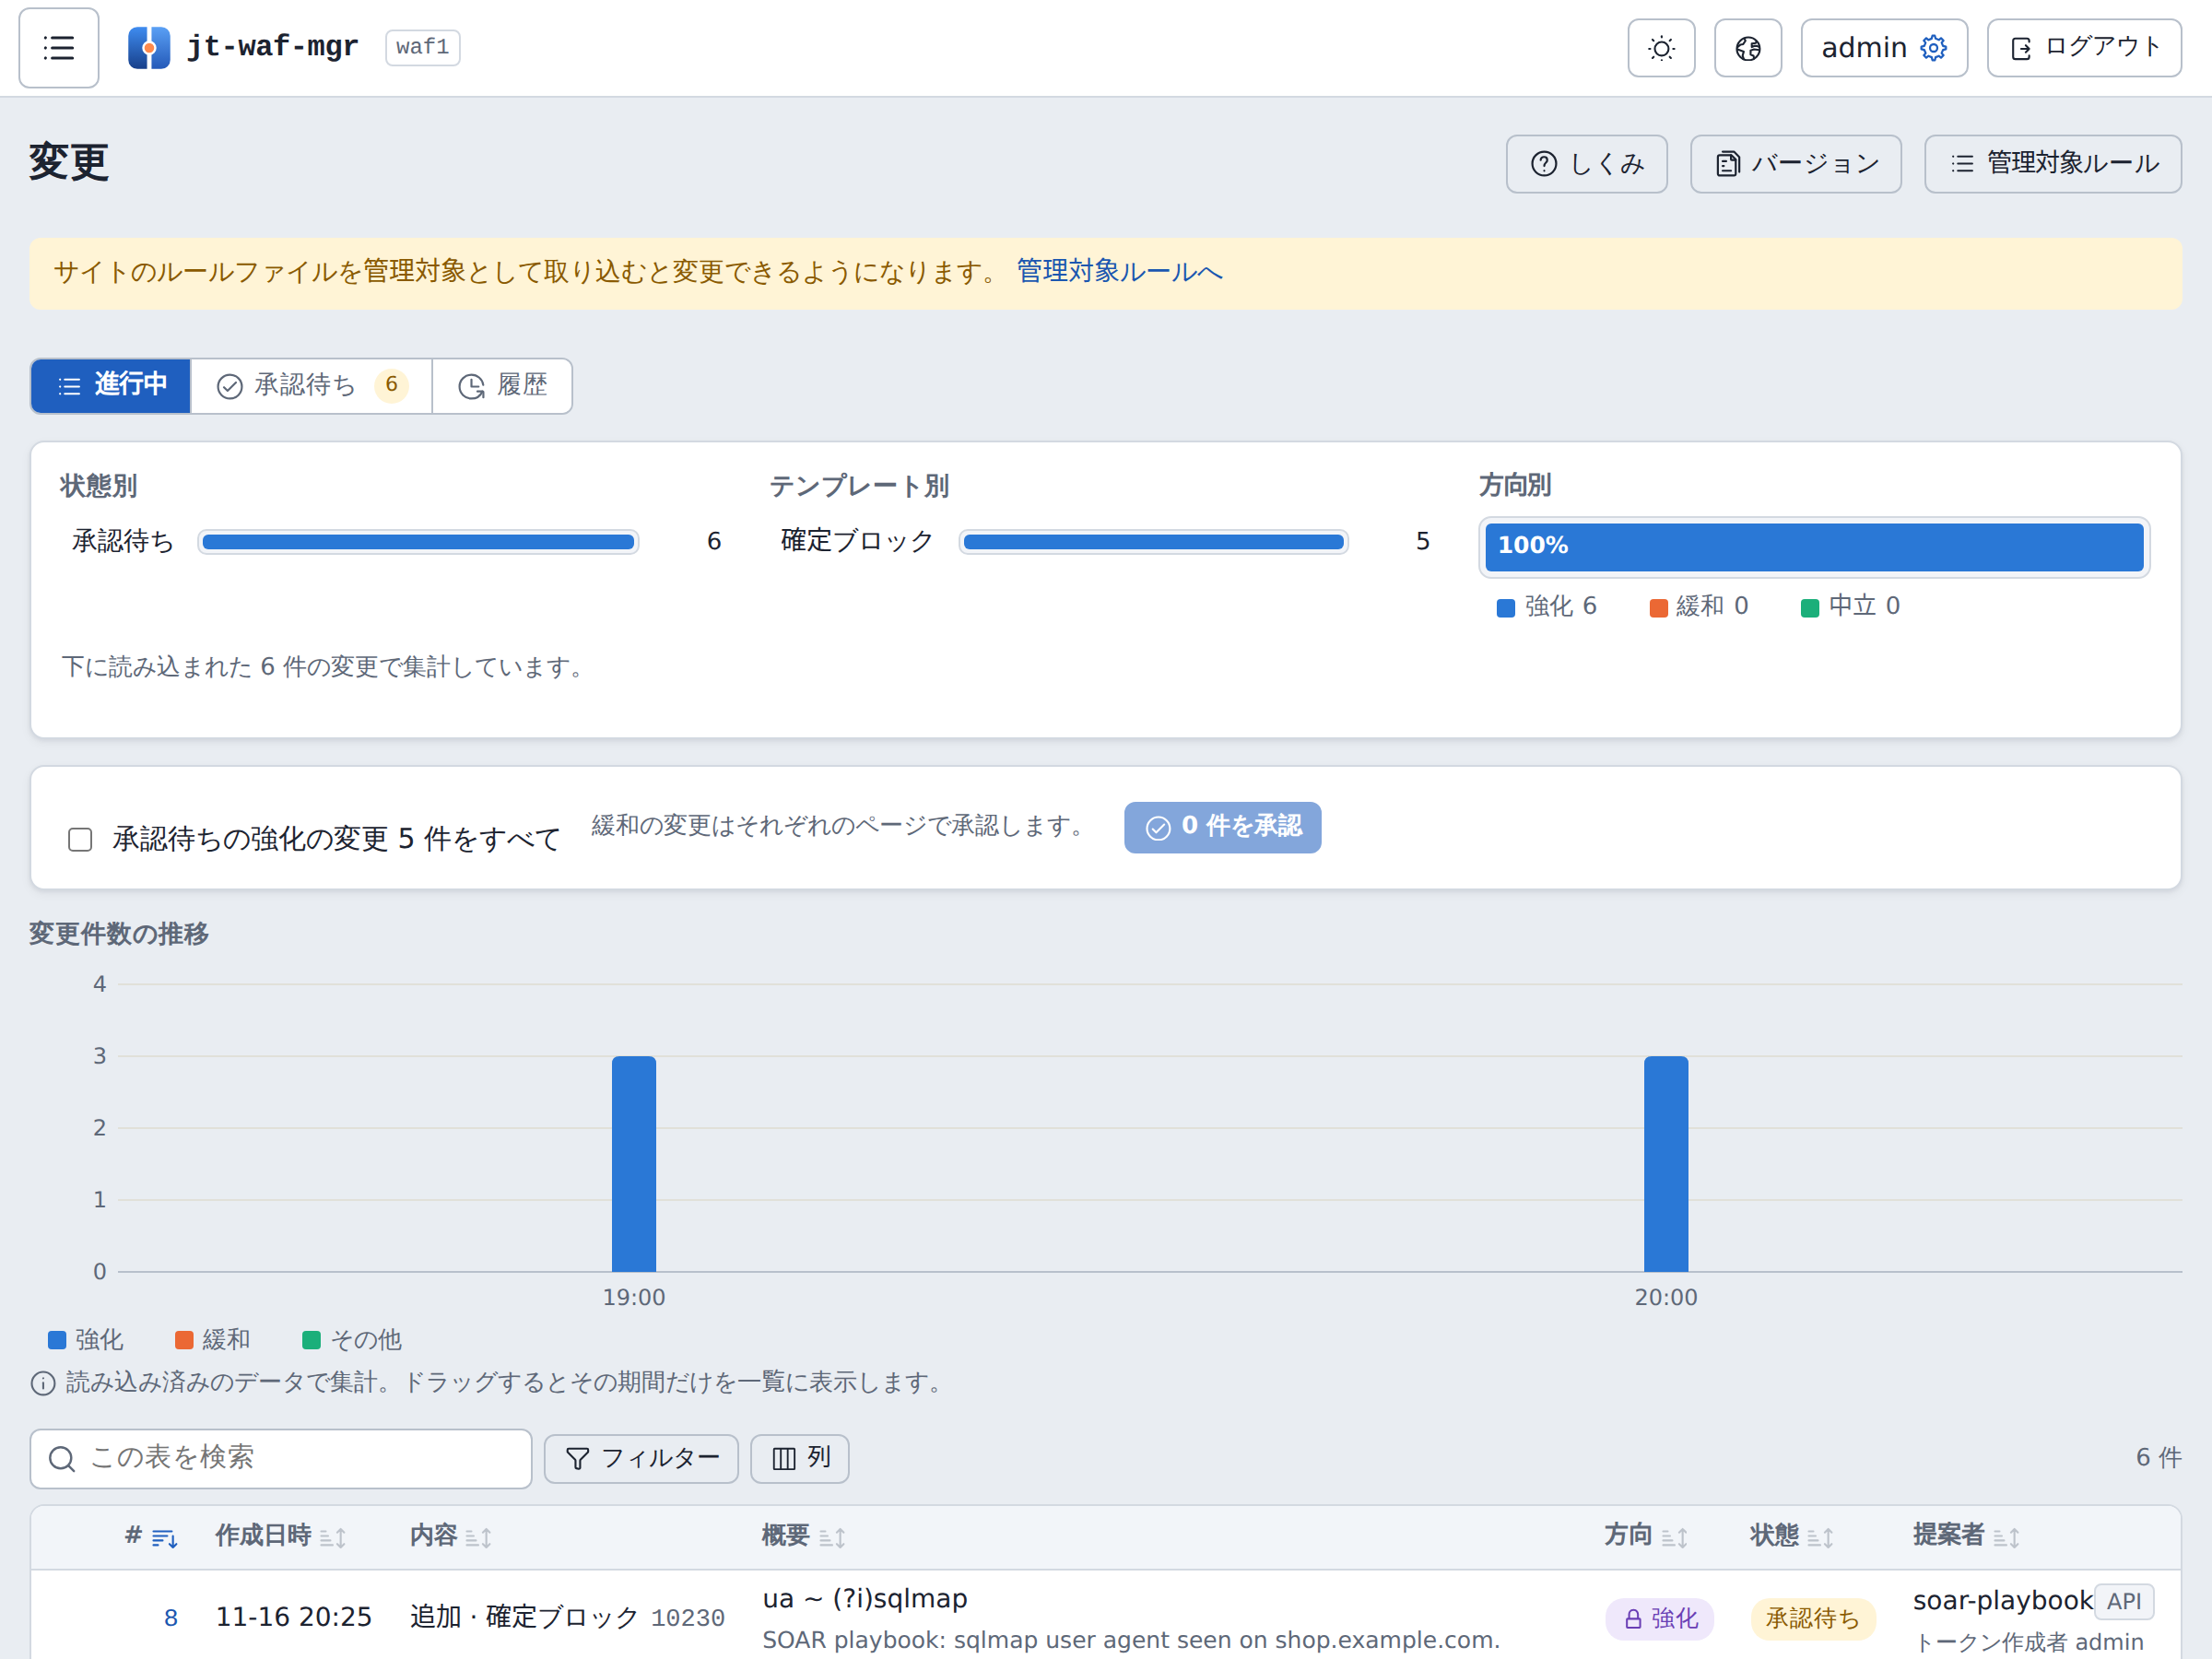 jt-waf-mgr waf1 admin ログアウト
変更 しくみ バージョン 管理対象ルール
サイトのルールファイルを管理対象として取り込むと変更できるようになります。 管理対象ルールへ
進行中 承認待ち 6 履歴
状態別 テンプレート別 方向別
承認待ち 6 確定ブロック 5 100%
強化 6 緩和 0 中立 0
下に読み込まれた 6 件の変更で集計しています。
承認待ちの強化の変更 5 件をすべて 緩和の変更はそれぞれのページで承認します。 0 件を承認
変更件数の推移
4
3
2
1
0
19:00 20:00
強化 緩和 その他
読み込み済みのデータで集計。ドラッグするとその期間だけを一覧に表示します。
この表を検索 フィルター 列 6 件
# 作成日時 内容 概要 方向 状態 提案者
8 11-16 20:25 追加 · 確定ブロック 10230 ua ~ (?i)sqlmap 強化 承認待ち soar-playbook API
SOAR playbook: sqlmap user agent seen on shop.example.com. トークン作成者 admin